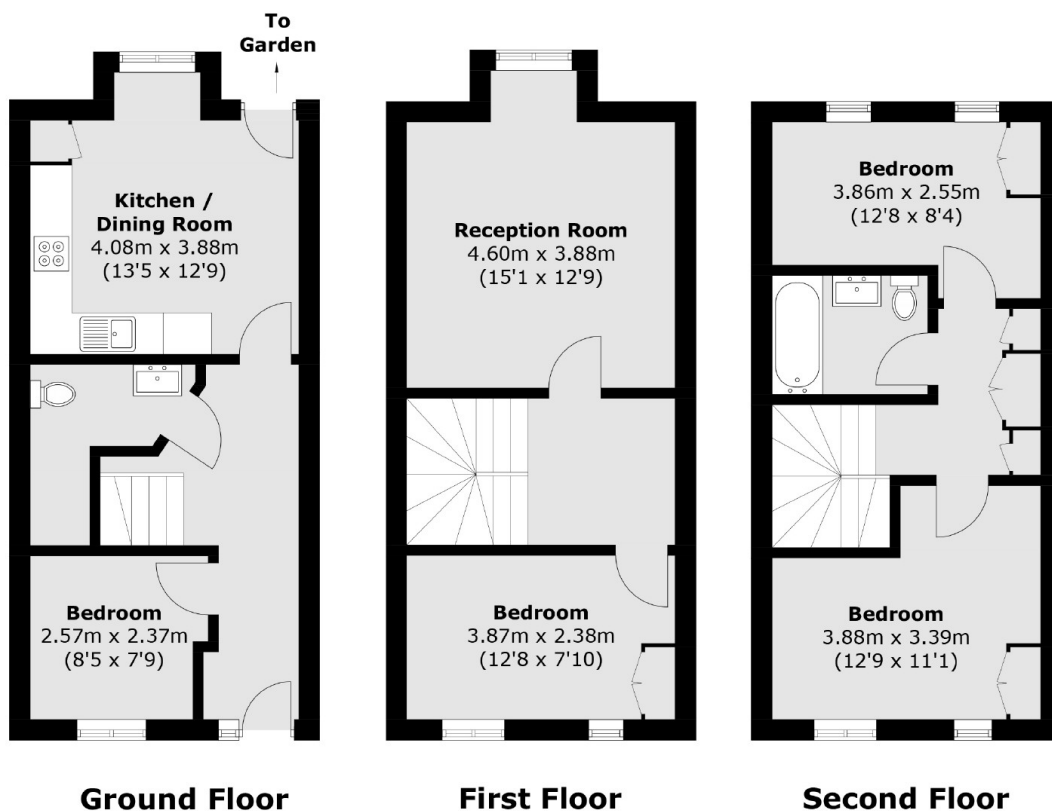 To
Garden
Kitchen /
Dining Room
4.08m x 3.88m
(13'5 x 12'9)
Bedroom
2.57m x 2.37m
(8'5 x 7'9)
Ground Floor
Reception Room
4.60m x 3.88m
(15'1 x 12'9)
Bedroom
3.87m x 2.38m
(12'8 x 7'10)
First Floor
Bedroom
3.86m x 2.55m
(12'8 x 8'4)
Bedroom
3.88m x 3.39m
(12'9 x 11'1)
Second Floor